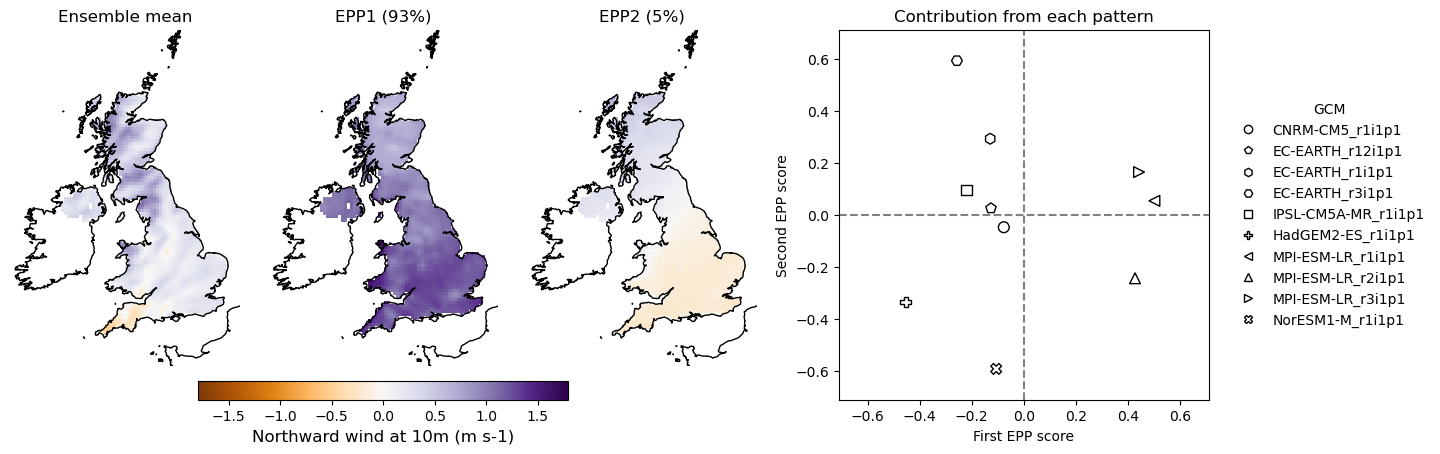 Ensemble mean
EPP1 (93%)
EPP2 (5%)
−1.5 −1.0 −0.5 0.0 0.5 1.0 1.5
Northward wind at 10m (m s-1)
Contribution from each pattern
Second EPP score
0.6
0.4
0.2
0.0
−0.2
−0.4
−0.6
−0.6 −0.4 −0.2 0.0 0.2 0.4 0.6
First EPP score
GCM
CNRM-CM5_r1i1p1
EC-EARTH_r12i1p1
EC-EARTH_r1i1p1
EC-EARTH_r3i1p1
IPSL-CM5A-MR_r1i1p1
HadGEM2-ES_r1i1p1
MPI-ESM-LR_r1i1p1
MPI-ESM-LR_r2i1p1
MPI-ESM-LR_r3i1p1
NorESM1-M_r1i1p1